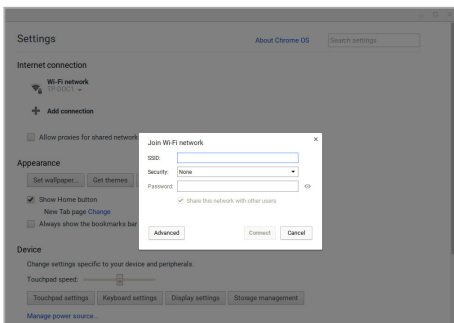 Settings
About Chrome OS
Search settings
Internet connection
Wi-Fi network
TP-DOC1
Add connection
Allow proxies for shared network
Join Wi-Fi network
SSID:
Security: None
Password:
Share this network with other users
Advanced
Connect
Cancel
Appearance
Set wallpaper...
Get themes
Show Home button
New Tab page Change
Always show the bookmarks bar
Device
Change settings specific to your device and peripherals.
Touchpad speed:
Touchpad settings
Keyboard settings
Display settings
Storage management
Manage power source...